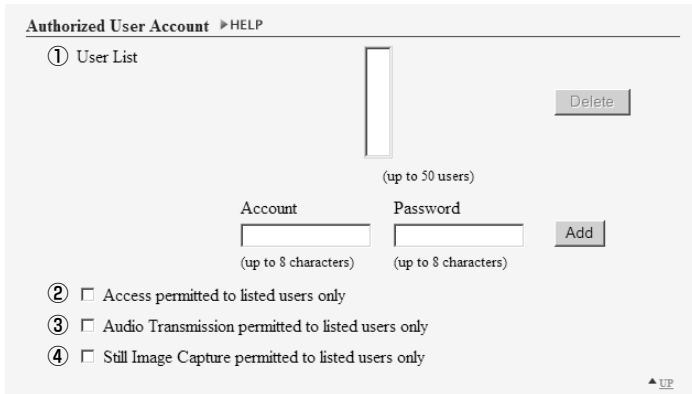 Authorized User Account ▶HELP
① User List
Delete
(up to 50 users)
Account Password
Add
(up to 8 characters) (up to 8 characters)
② Access permitted to listed users only
③ Audio Transmission permitted to listed users only
④ Still Image Capture permitted to listed users only
▲UP